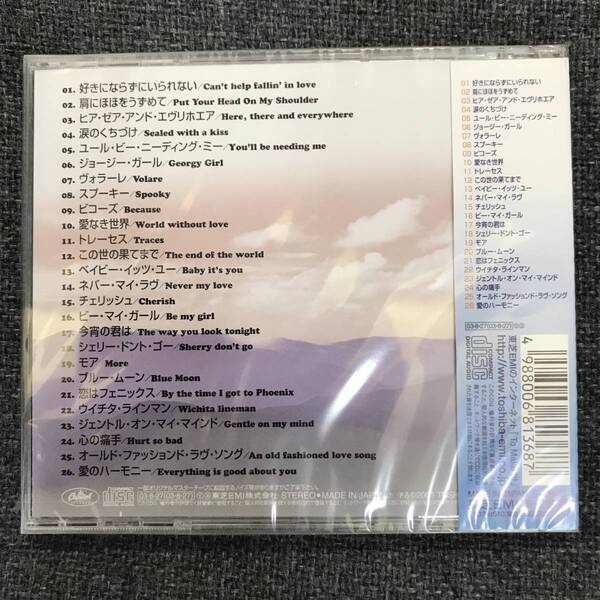 01. 好きにならずにいられない/Can't help fallin' in love
02. 肩にほほをうずめて/Put Your Head On My Shoulder
03. ヒア・ゼア・アンド・エヴリホエア/Here, there and everywhere
04. 涙のくちづけ/Sealed with a kiss
05. ユール・ビー・ニーディング・ミー/You'll be needing me
06. ジョージー・ガール/Georgy Girl
07. ヴォラーレ/Volare
08. スプーキー/Spooky
09. ビコーズ/Because
10. 愛なき世界/World without love
11. トレーセス/Traces
12. この世の果てまで/The end of the world
13. ベイビー・イッツ・ユー/Baby it's you
14. ネバー・マイ・ラヴ/Never my love
15. チェリッシュ/Cherish
16. ビー・マイ・ガール/Be my girl
17. 今宵の君は/The way you look tonight
18. シェリー・ドント・ゴー/Sherry don't go
19. モア More
20. ブルー・ムーン/Blue Moon
21. 恋はフェニックス/By the time I got to Phoenix
22. ウイチタ・ラインマン/Wichita lineman
23. ジェントル・オン・マイ・マインド/Gentle on my mind
24. 心の痛手/Hurt so bad
25. オールド・ファッションド・ラヴ・ソング/An old fashioned love song
26. 愛のハーモニー/Everything is good about you
Capitol
disc
03-8-27(03-8-27)
東芝EMI株式会社 STEREO MADE IN JAPAN
01 好きにならずにいられない
02 肩にほほをうずめて
03 ヒア・ゼア・アンド・エヴリホエア
04 涙のくちづけ
05 ユール・ビー・ニーディング・ミー
06 ジョージー・ガール
07 ヴォラーレ
08 スプーキー
09 ビコーズ
10 愛なき世界
11 トレーセス
12 この世の果てまで
13 ベイビー・イッツ・ユー
14 ネバー・マイ・ラヴ
15 チェリッシュ
16 ビー・マイ・ガール
17 今宵の君は
18 シェリー・ドント・ゴー
19 モア
20 ブルー・ムーン
21 恋はフェニックス
22 ウイチタ・ラインマン
23 ジェントル・オン・マイ・マインド
24 心の痛手
25 オールド・ファッションド・ラヴ・ソング
26 愛のハーモニー
03-8-27(03-8-27)
COMPACT
disc
DIGITAL AUDIO
東芝EMIのインターネット
http://www.toshiba-emi.co.jp
4 988006 813687